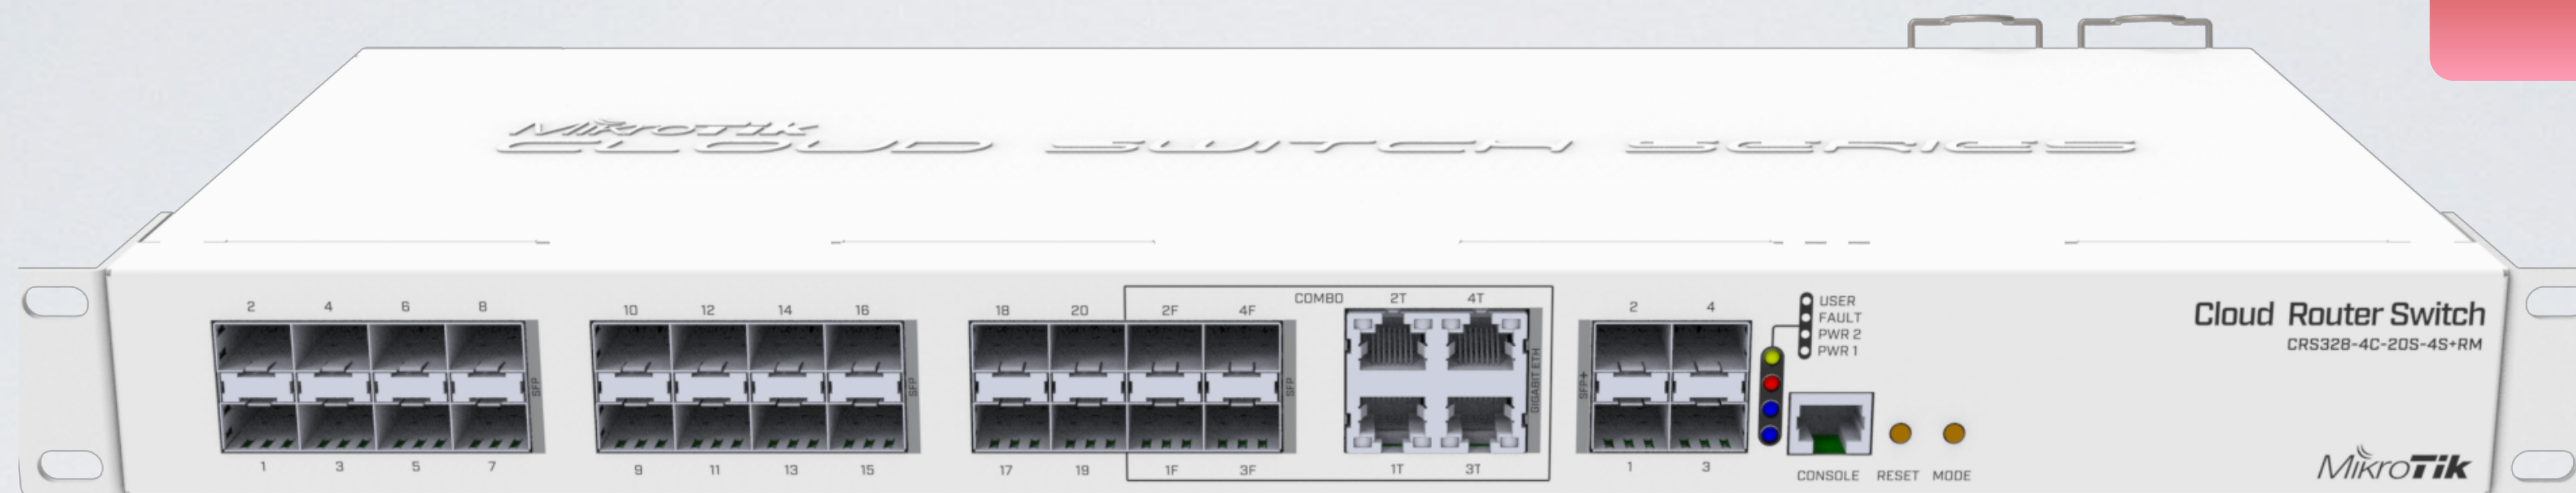 MikroTik
CLOUD SWITCH SERIES
2 4 6 8
10 12 14 16
18 20 2F 4F
COMBO 2T 4T
2 4
USER
FAULT
PWR 2
PWR 1
Cloud Router Switch
CRS328-4C-20S-4S+RM
SFP
SFP
SFP
GIGABIT ETH
SFP+
1 3 5 7
9 11 13 15
17 19 1F 3F
1T 3T
1 3
CONSOLE RESET MODE
MikroTik